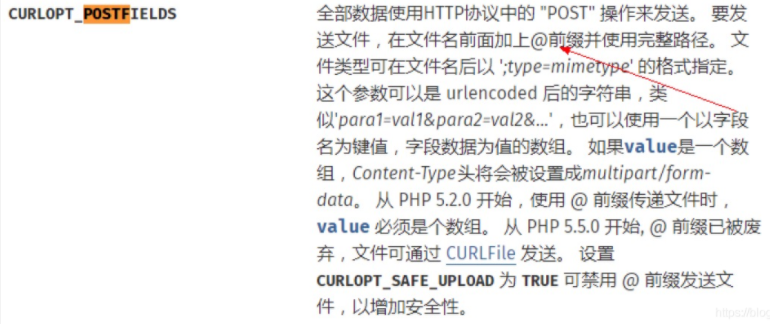 CURLOPT_POSTFIELDS
全部数据使用HTTP协议中的 "POST" 操作来发送。 要发
送文件，在文件名前面加上@前缀并使用完整路径。 文
件类型可在文件名后以 ';type=mimetype' 的格式指定。
这个参数可以是 urlencoded 后的字符串，类
似'para1=val1&para2=val2&...'，也可以使用一个以字段
名为键值，字段数据为值的数组。 如果value是一个数
组，Content-Type头将会被设置成multipart/form-
data。 从 PHP 5.2.0 开始，使用 @ 前缀传递文件时，
value 必须是个数组。 从 PHP 5.5.0 开始, @ 前缀已被废
弃，文件可通过 CURLFile 发送。 设置
CURLOPT_SAFE_UPLOAD 为 TRUE 可禁用 @ 前缀发送文
件，以增加安全性。
https://blog